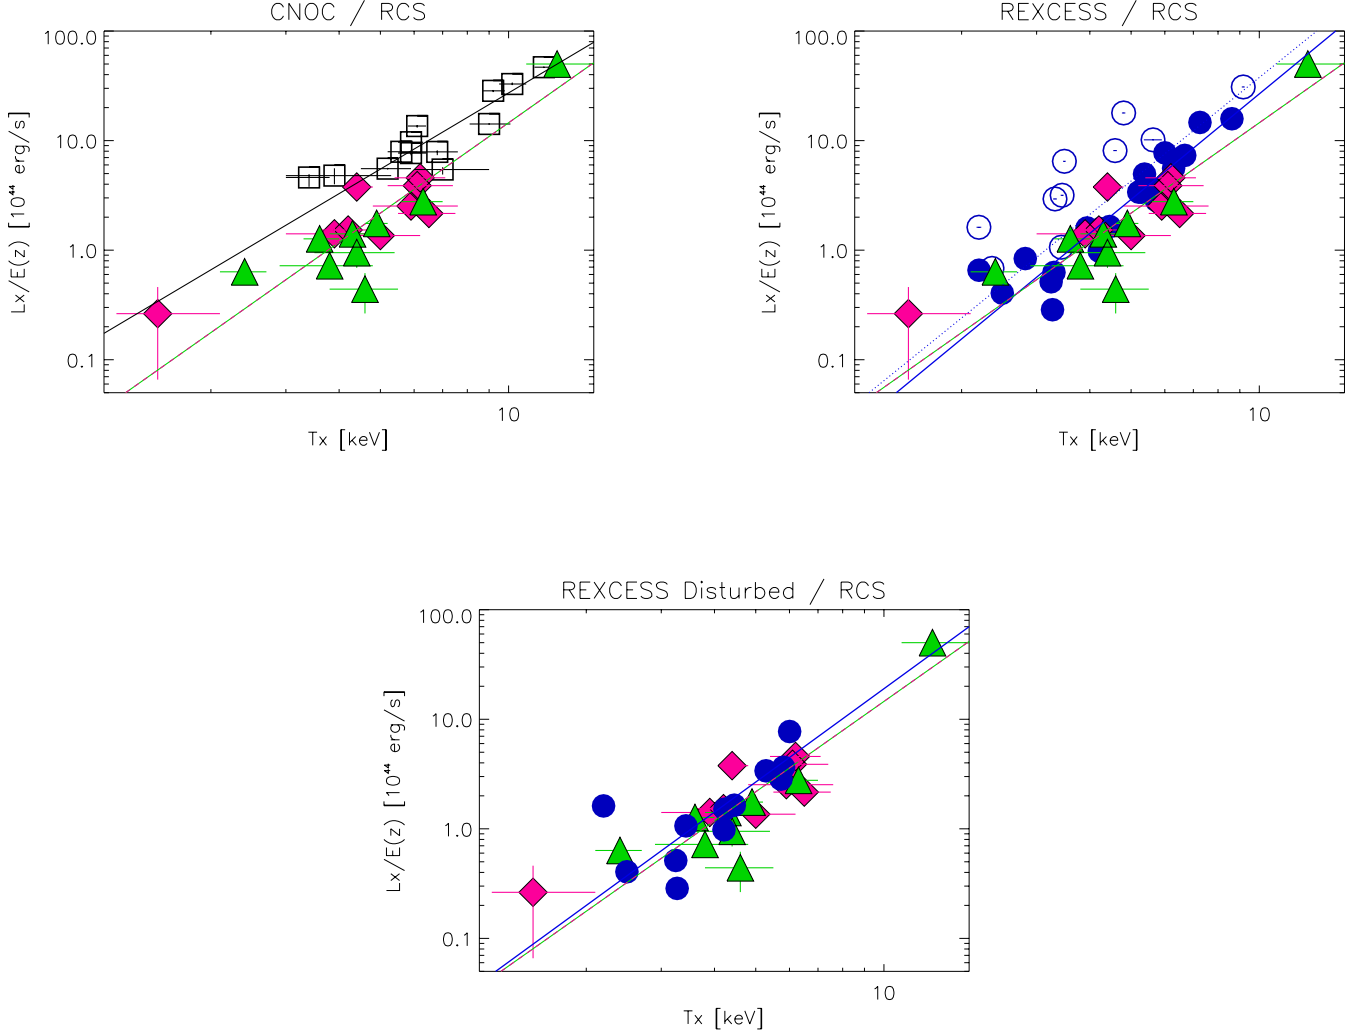 CNOC / RCS
100.0
10.0
1.0
0.1
Lx/E(z) [10⁴⁴ erg/s]
10
Tx [keV]
REXCESS / RCS
100.0
10.0
1.0
0.1
Lx/E(z) [10⁴⁴ erg/s]
10
Tx [keV]
REXCESS Disturbed / RCS
100.0
10.0
1.0
0.1
Lx/E(z) [10⁴⁴ erg/s]
10
Tx [keV]